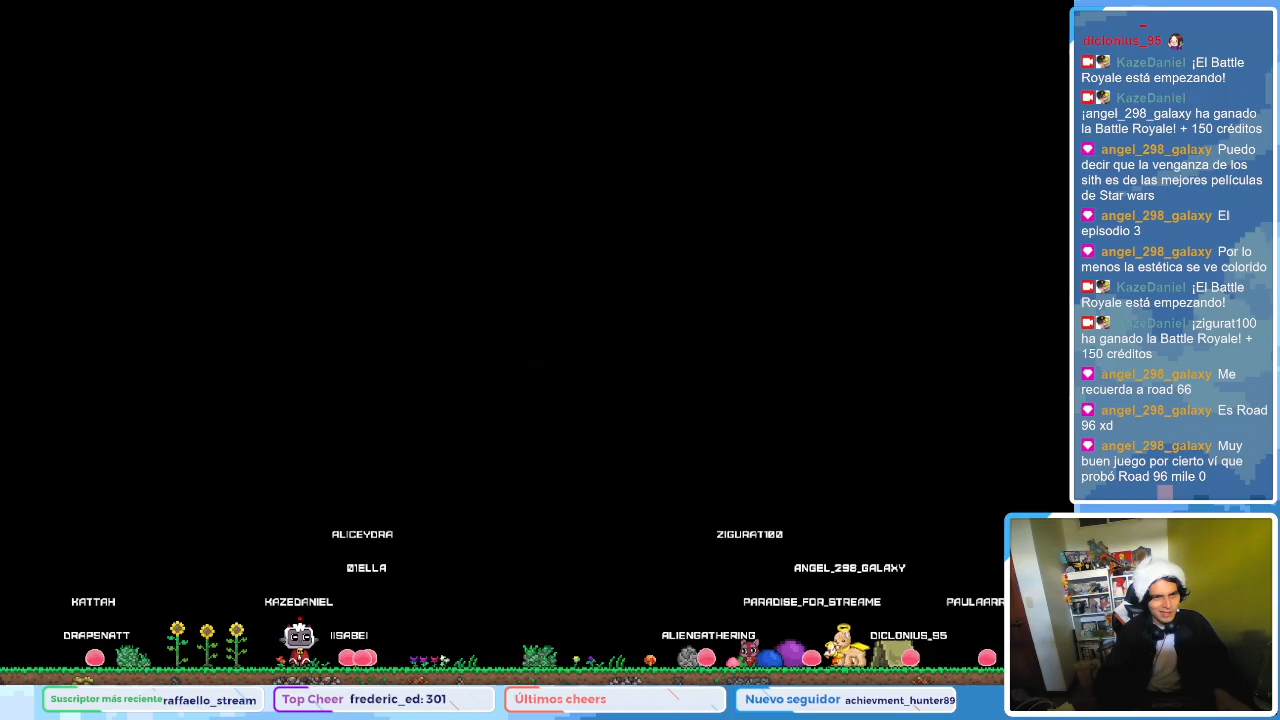 diclonius_95
KazeDaniel ¡El Battle
Royale está empezando!
KazeDaniel
¡angel_298_galaxy ha ganado
la Battle Royale! + 150 créditos
angel_298_galaxy Puedo
decir que la venganza de los
sith es de las mejores películas
de Star wars
angel_298_galaxy El
episodio 3
angel_298_galaxy Por lo
menos la estética se ve colorido
KazeDaniel ¡El Battle
Royale está empezando!
KazeDaniel ¡zigurat100
ha ganado la Battle Royale! +
150 créditos
angel_298_galaxy Me
recuerda a road 66
angel_298_galaxy Es Road
96 xd
angel_298_galaxy Muy
buen juego por cierto ví que
probó Road 96 mile 0
ALICEYDRA
ZIGURAT100
01ELLA
ANGEL_298_GALAXY
KATTAH
KAZEDANIEL
PARADISE_FOR_STREAME
PAULAARR
DRAPSNATT
IISABEI
ALIENGATHERING
DICLONIUS_95
Suscriptor más reciente raffaello_stream
Top Cheer frederic_ed: 301
Últimos cheers
Nuevo seguidor achievment_hunter89